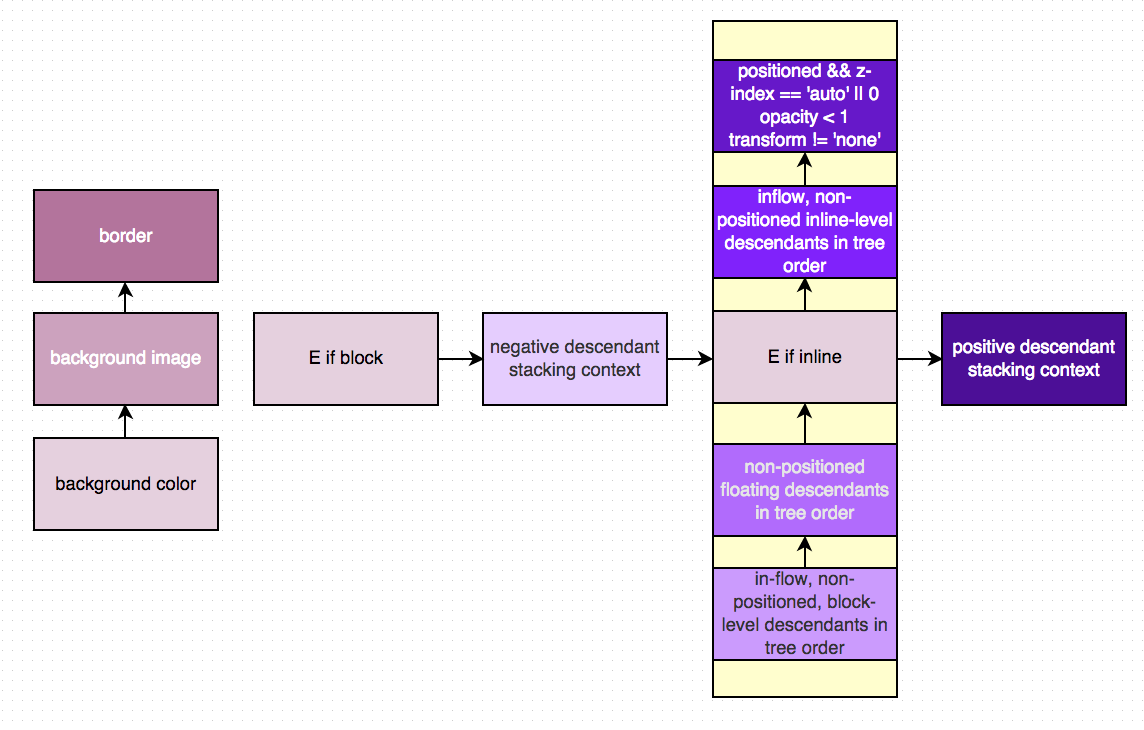 positioned && z-
index == 'auto' || 0
opacity < 1
transform != 'none'
border
inflow, non-
positioned inline-level
descendants in tree
order
background image
E if block
negative descendant
stacking context
E if inline
positive descendant
stacking context
background color
non-positioned
floating descendants
in tree order
in-flow, non-
positioned, block-
level descendants in
tree order